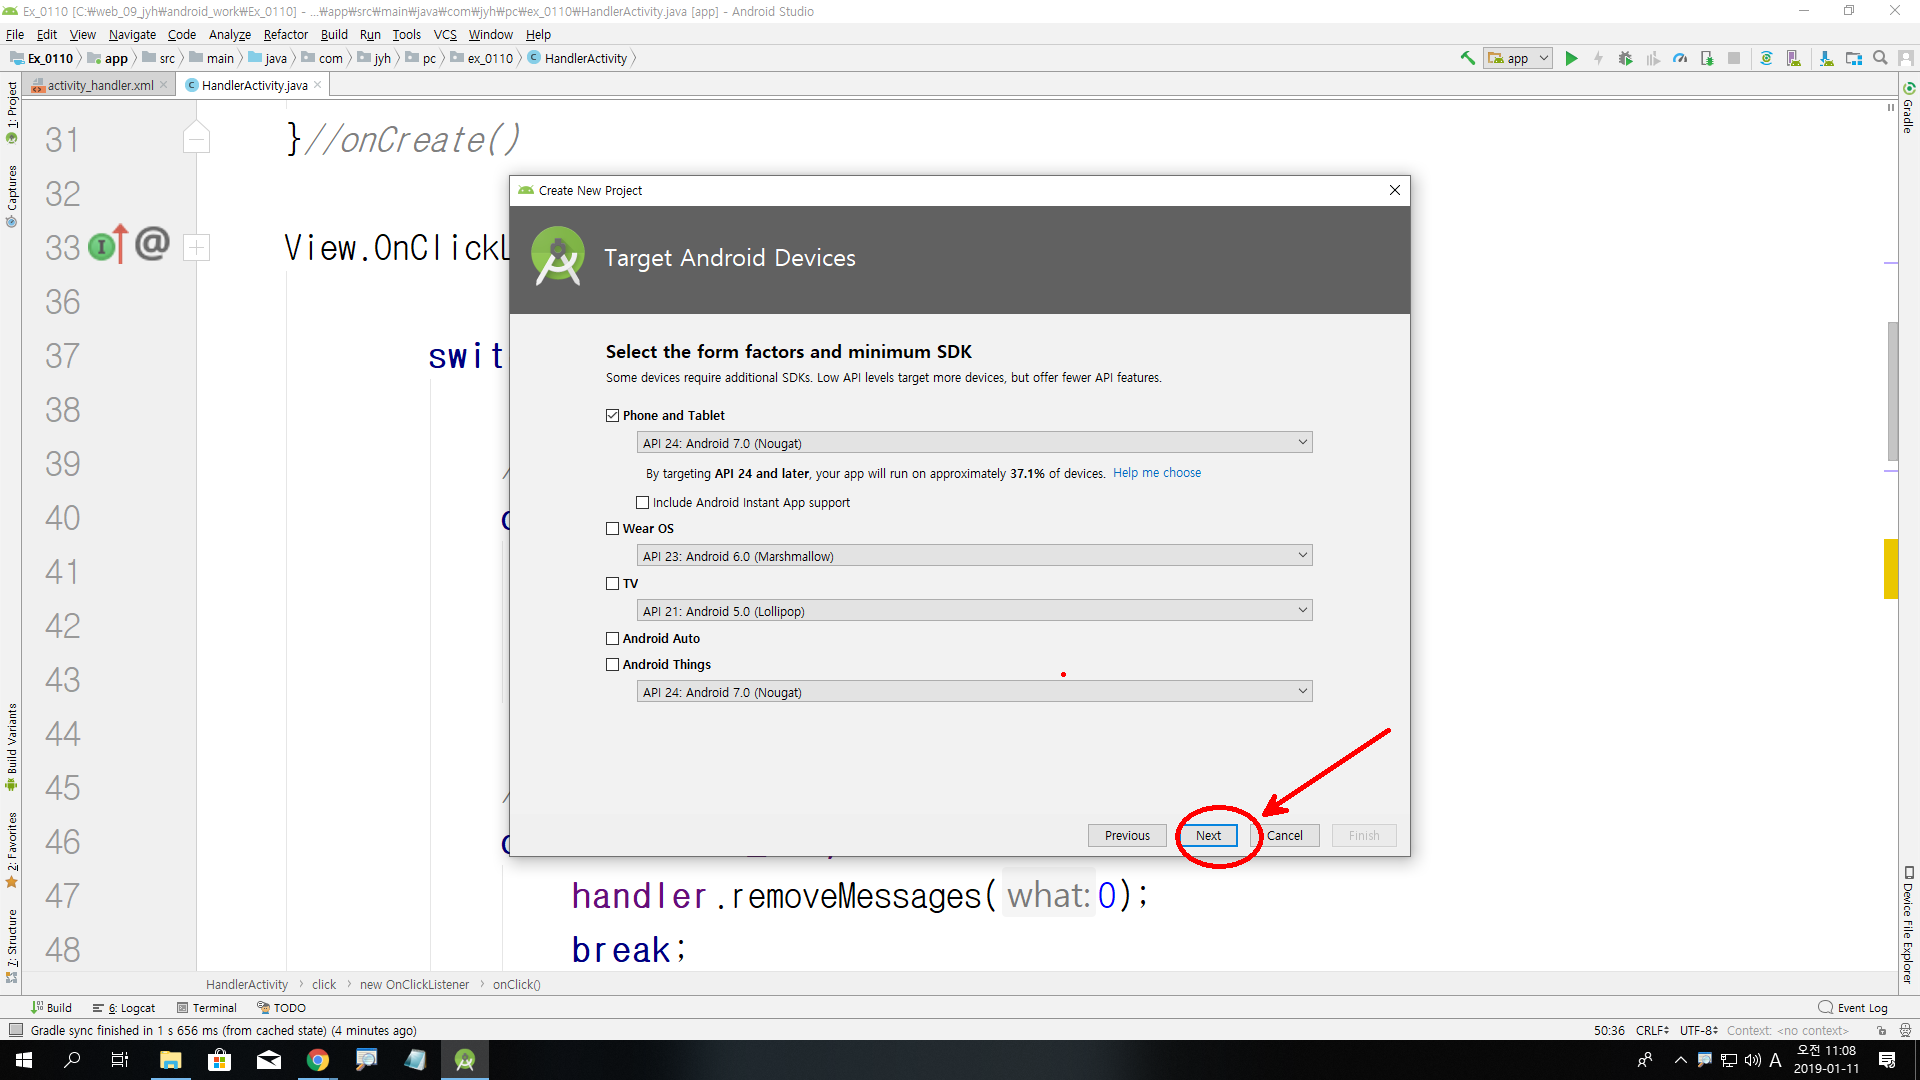 Ex_0110 [C:₩web_09_jyh₩android_work₩Ex_0110] - ...₩app₩src₩main₩java₩com₩jyh₩pc₩ex_0110₩HandlerActivity.java [app] - Android Studio
File Edit View Navigate Code Analyze Refactor Build Run Tools VCS Window Help
Ex_0110 app src main java com jyh pc ex_0110 HandlerActivity app
activity_handler.xml HandlerActivity.java
1: Project
Captures
Build Variants
2: Favorites
7: Structure
Gradle
Device File Explorer
31 }//onCreate()
32
33 View.OnClickL
36
37 swit
38
39 /
40 c
41
42
43
44
45 /
46 c
47 handler.removeMessages(what: 0);
48 break;
Create New Project
Target Android Devices
Select the form factors and minimum SDK
Some devices require additional SDKs. Low API levels target more devices, but offer fewer API features.
Phone and Tablet
API 24: Android 7.0 (Nougat)
By targeting API 24 and later, your app will run on approximately 37.1% of devices. Help me choose
Include Android Instant App support
Wear OS
API 23: Android 6.0 (Marshmallow)
TV
API 21: Android 5.0 (Lollipop)
Android Auto
Android Things
API 24: Android 7.0 (Nougat)
Previous Next Cancel Finish
HandlerActivity click new OnClickListener onClick()
Build 6: Logcat Terminal TODO Event Log
Gradle sync finished in 1 s 656 ms (from cached state) (4 minutes ago) 50:36 CRLF UTF-8 Context: <no context>
A 오전 11:08
2019-01-11